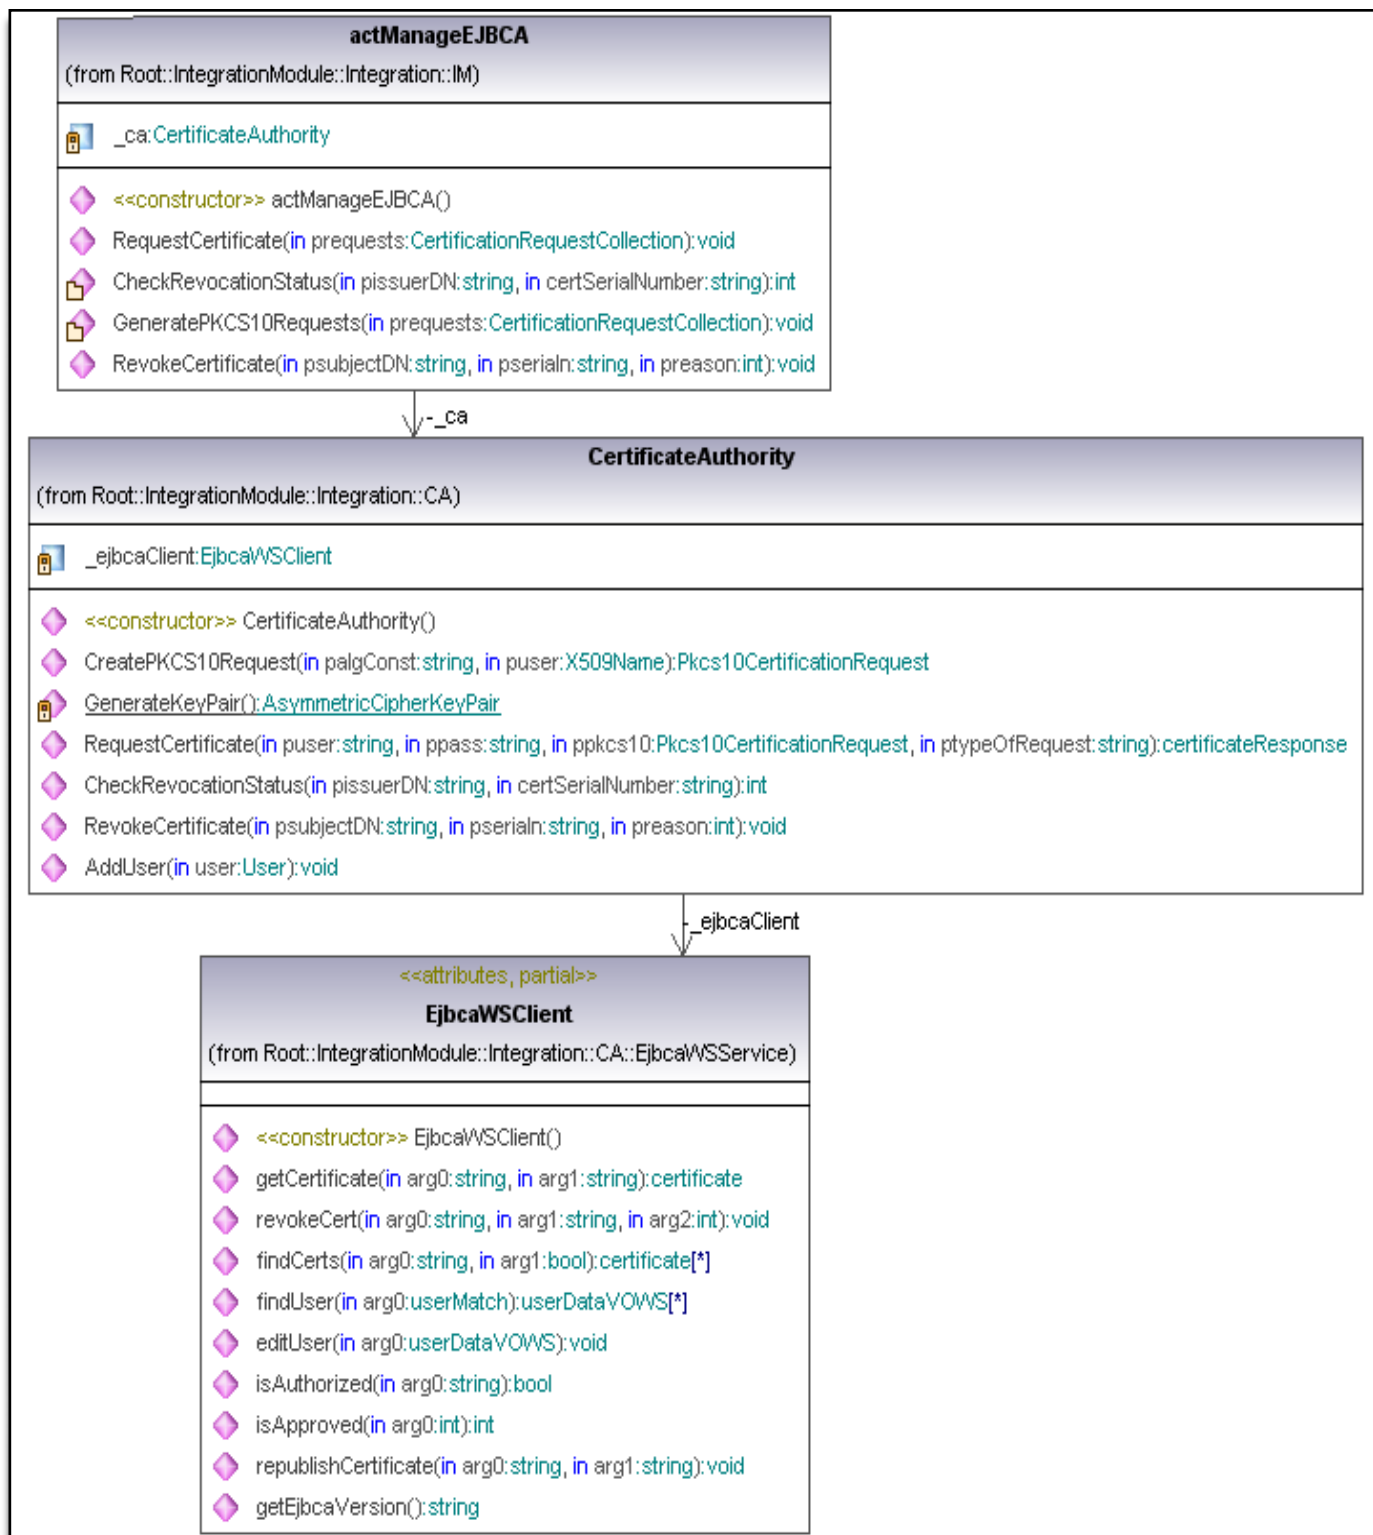 actManageEJBCA
(from Root::IntegrationModule::Integration::IM)
_ca:CertificateAuthority
<<constructor>> actManageEJBCA()
RequestCertificate(in prequests:CertificationRequestCollection):void
CheckRevocationStatus(in pissuerDN:string, in certSerialNumber:string):int
GeneratePKCS10Requests(in prequests:CertificationRequestCollection):void
RevokeCertificate(in psubjectDN:string, in pserialn:string, in preason:int):void
-_ca
CertificateAuthority
(from Root::IntegrationModule::Integration::CA)
_ejbcaClient:EjbcaWSClient
<<constructor>> CertificateAuthority()
CreatePKCS10Request(in palgConst:string, in puser:X509Name):Pkcs10CertificationRequest
GenerateKeyPair():AsymmetricCipherKeyPair
RequestCertificate(in puser:string, in ppass:string, in ppkcs10:Pkcs10CertificationRequest, in ptypeOfRequest:string):certificateResponse
CheckRevocationStatus(in pissuerDN:string, in certSerialNumber:string):int
RevokeCertificate(in psubjectDN:string, in pserialn:string, in preason:int):void
AddUser(in user:User):void
-_ejbcaClient
<<attributes, partial>>
EjbcaWSClient
(from Root::IntegrationModule::Integration::CA::EjbcaWSService)
<<constructor>> EjbcaWSClient()
getCertificate(in arg0:string, in arg1:string):certificate
revokeCert(in arg0:string, in arg1:string, in arg2:int):void
findCerts(in arg0:string, in arg1:bool):certificate[*]
findUser(in arg0:userMatch):userDataVOWS[*]
editUser(in arg0:userDataVOWS):void
isAuthorized(in arg0:string):bool
isApproved(in arg0:int):int
republishCertificate(in arg0:string, in arg1:string):void
getEjbcaVersion():string